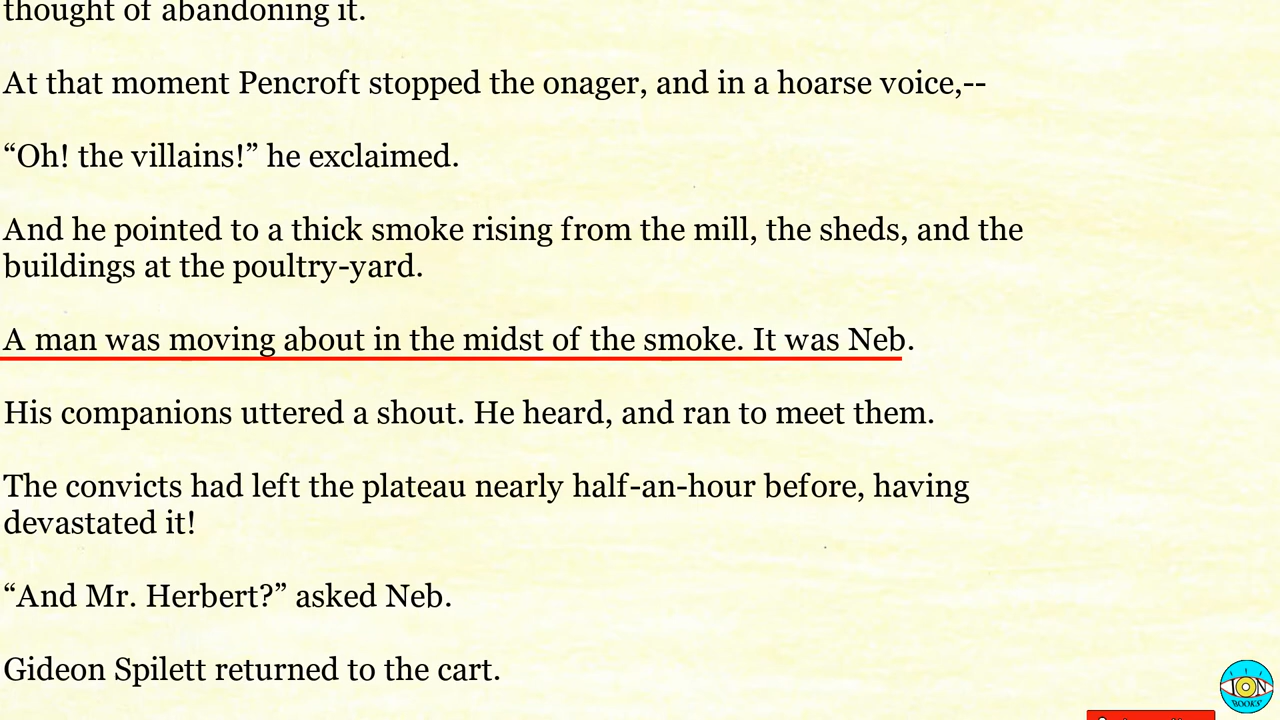 thought of abandoning it.
At that moment Pencroft stopped the onager, and in a hoarse voice,--
“Oh! the villains!” he exclaimed.
And he pointed to a thick smoke rising from the mill, the sheds, and the
buildings at the poultry-yard.
A man was moving about in the midst of the smoke. It was Neb.
His companions uttered a shout. He heard, and ran to meet them.
The convicts had left the plateau nearly half-an-hour before, having
devastated it!
“And Mr. Herbert?” asked Neb.
Gideon Spilett returned to the cart.
ION
BOOKS